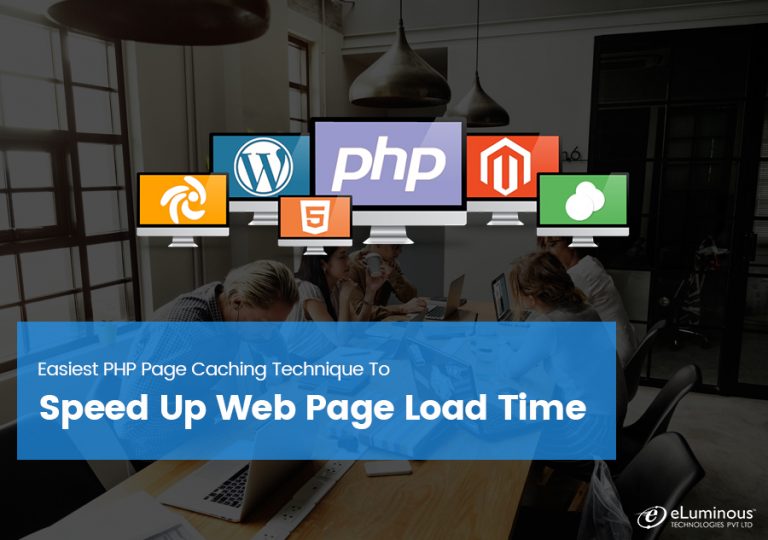 php
5
Easiest PHP Page Caching Technique To
Speed Up Web Page Load Time
eLuminous
TECHNOLOGIES PVT LTD